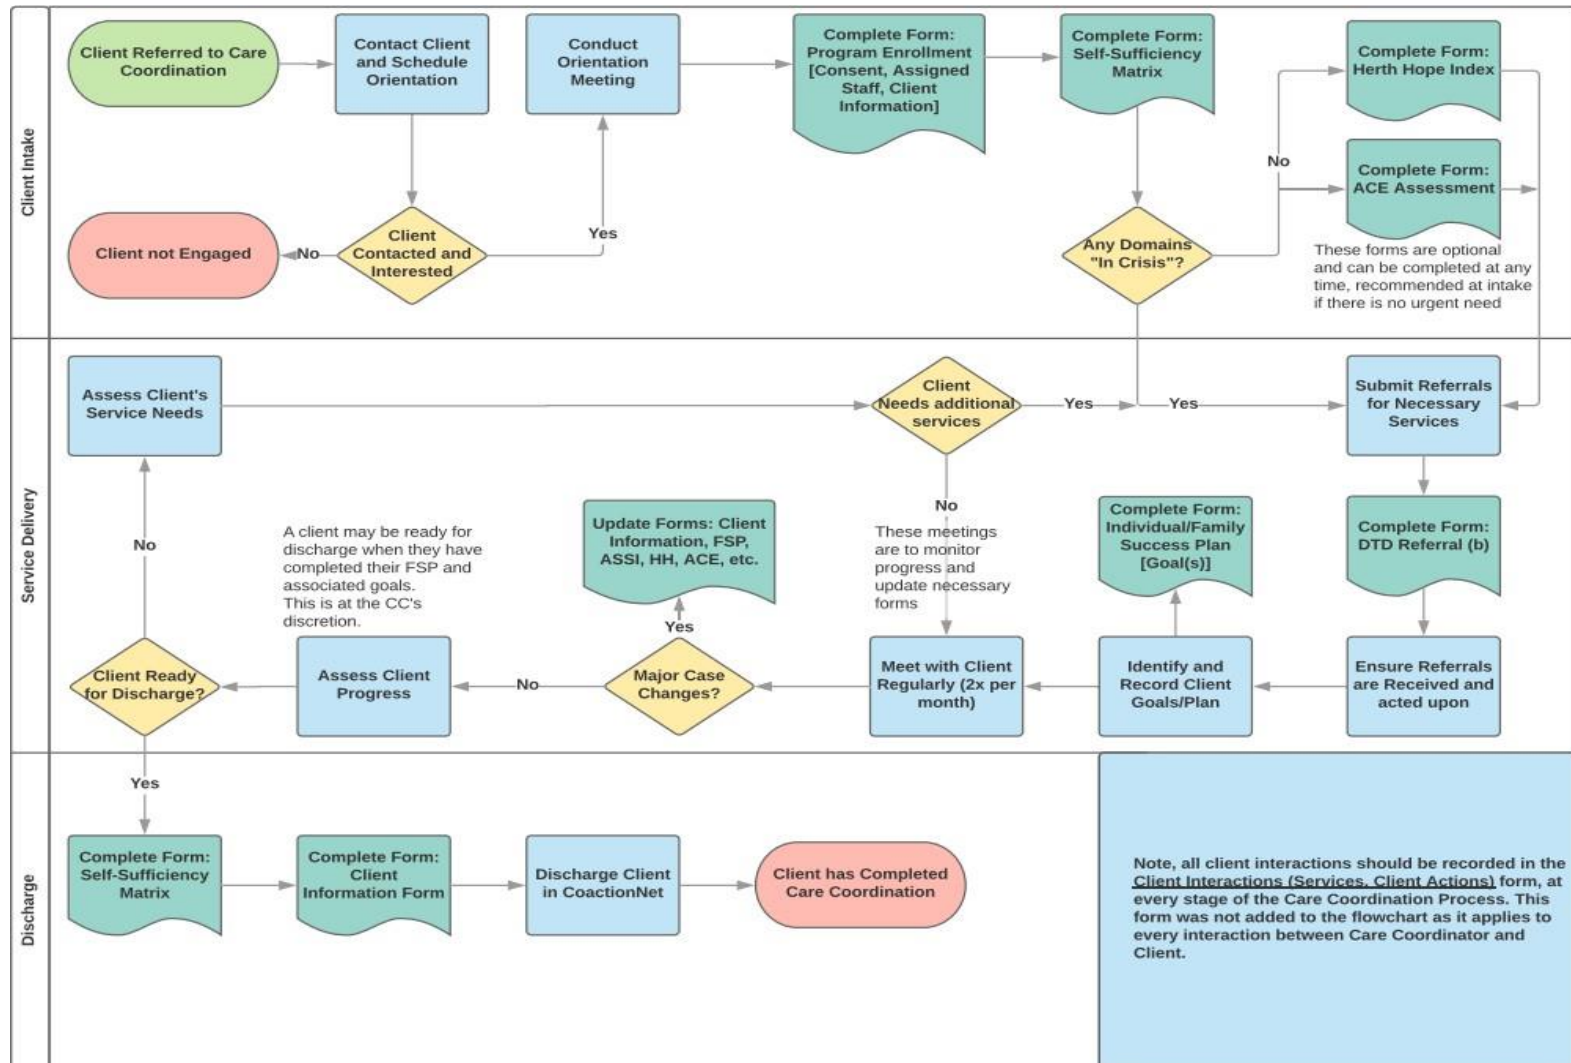 Client Intake
Client Referred to Care
Coordination
Contact Client
and Schedule
Orientation
Conduct
Orientation
Meeting
Complete Form:
Program Enrollment
[Consent, Assigned
Staff, Client
Information]
Complete Form:
Self-Sufficiency
Matrix
Complete Form:
Herth Hope Index
No
Complete Form:
ACE Assessment
Client not Engaged
No
Client
Contacted and
Interested
Yes
Any Domains
"In Crisis"?
These forms are optional
and can be completed at any
time, recommended at intake
if there is no urgent need
Service Delivery
Assess Client's
Service Needs
Client
Needs additional
services
Yes
Yes
Submit Referrals
for Necessary
Services
No
No
A client may be ready for
discharge when they have
completed their FSP and
associated goals.
This is at the CC's
discretion.
Update Forms: Client
Information, FSP,
ASSI, HH, ACE, etc.
These meetings
are to monitor
progress and
update necessary
forms
Complete Form:
Individual/Family
Success Plan
[Goal(s)]
Complete Form:
DTD Referral (b)
Yes
Client Ready
for Discharge?
Assess Client
Progress
No
Major Case
Changes?
Meet with Client
Regularly (2x per
month)
Identify and
Record Client
Goals/Plan
Ensure Referrals
are Received and
acted upon
Discharge
Yes
Complete Form:
Self-Sufficiency
Matrix
Complete Form:
Client
Information Form
Discharge Client
in CoactionNet
Client has Completed
Care Coordination
Note, all client interactions should be recorded in the
Client Interactions (Services, Client Actions) form, at
every stage of the Care Coordination Process. This
form was not added to the flowchart as it applies to
every interaction between Care Coordinator and
Client.